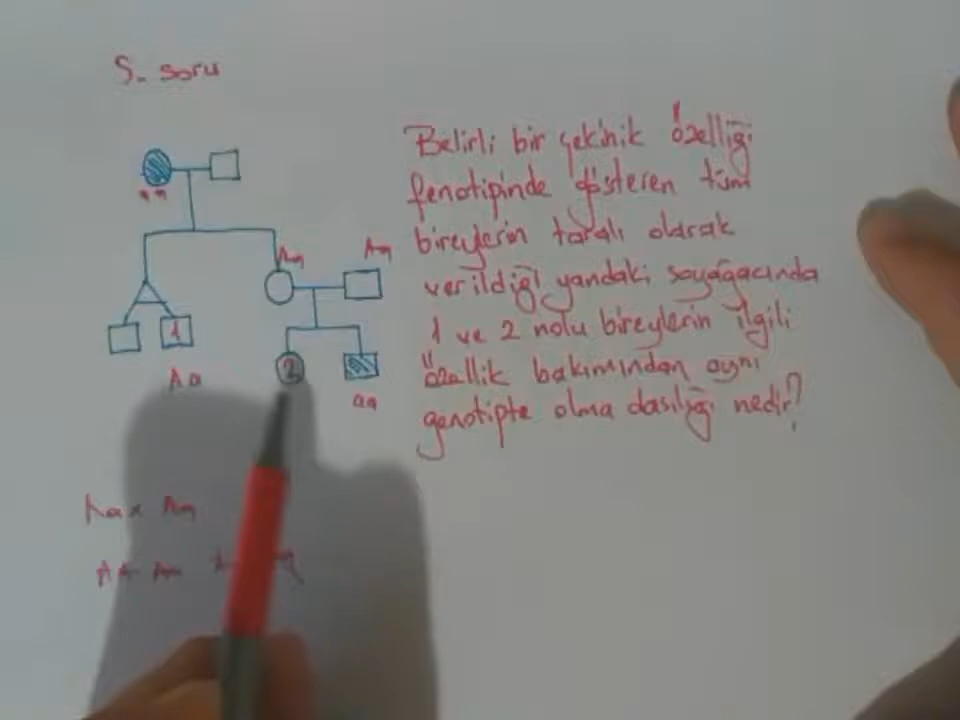 5. soru
Belirli bir çekinik özelliği
fenotipinde gösteren tüm
bireylerin taralı olarak
verildiği yandaki soyağacında
1 ve 2 nolu bireylerin ilgili
özellik bakımından aynı
genotipte olma olasılığı nedir?
aa
Aa
Aa
1
Aa
2
aa
Aa x Aa
AA Aa